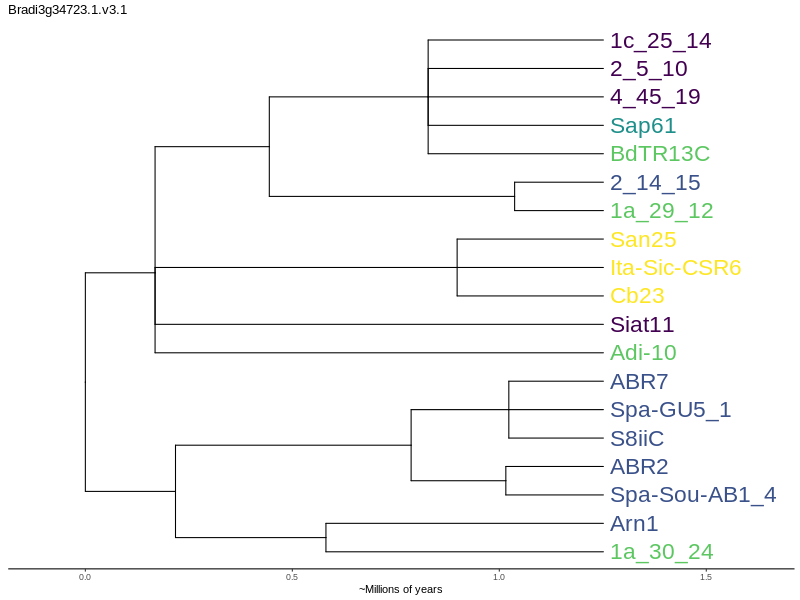 Bradi3g34723.1.v3.1
1c_25_14
2_5_10
4_45_19
Sap61
BdTR13C
2_14_15
1a_29_12
San25
Ita-Sic-CSR6
Cb23
Siat11
Adi-10
ABR7
Spa-GU5_1
S8iiC
ABR2
Spa-Sou-AB1_4
Arn1
1a_30_24
0.0 0.5 1.0 1.5
~Millions of years